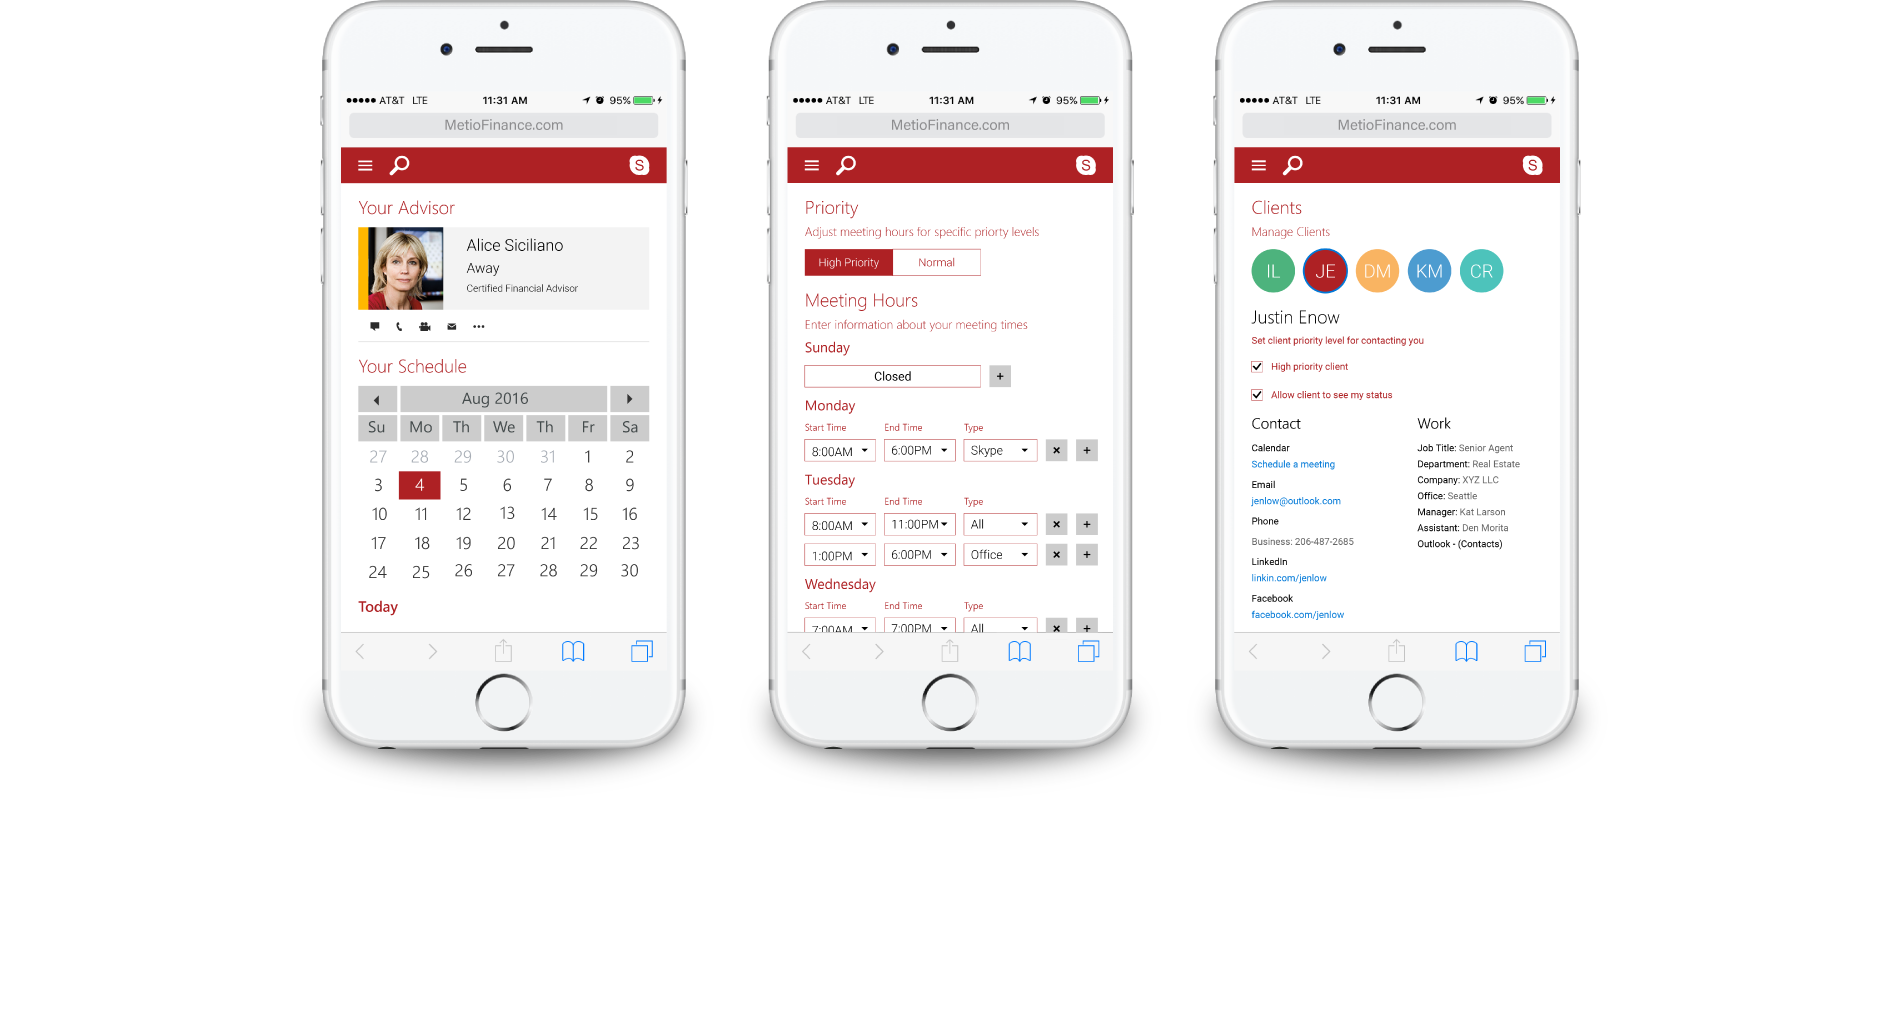 AT&T LTE 11:31 AM 95%
MetioFinance.com
S
Your Advisor
Alice Siciliano
Away
Certified Financial Advisor
Your Schedule
Aug 2016
Su Mo Th We Th Fr Sa
27 28 29 30 31 1 2
3 4 5 6 7 8 9
10 11 12 13 14 15 16
17 18 19 20 21 22 23
24 25 26 27 28 29 30
Today
AT&T LTE 11:31 AM 95%
MetioFinance.com
S
Priority
Adjust meeting hours for specific priorty levels
High Priority Normal
Meeting Hours
Enter information about your meeting times
Sunday
Closed +
Monday
Start Time End Time Type
8:00AM 6:00PM Skype × +
Tuesday
Start Time End Time Type
8:00AM 11:00PM All × +
1:00PM 6:00PM Office × +
Wednesday
Start Time End Time Type
7:00AM 7:00PM All × +
AT&T LTE 11:31 AM 95%
MetioFinance.com
S
Clients
Manage Clients
IL JE DM KM CR
Justin Enow
Set client priority level for contacting you
High priority client
Allow client to see my status
Contact
Calendar
Schedule a meeting
Email
jenlow@outlook.com
Phone
Business: 206-487-2685
LinkedIn
linkin.com/jenlow
Facebook
facebook.com/jenlow
Work
Job Title: Senior Agent
Department: Real Estate
Company: XYZ LLC
Office: Seattle
Manager: Kat Larson
Assistant: Den Morita
Outlook - (Contacts)